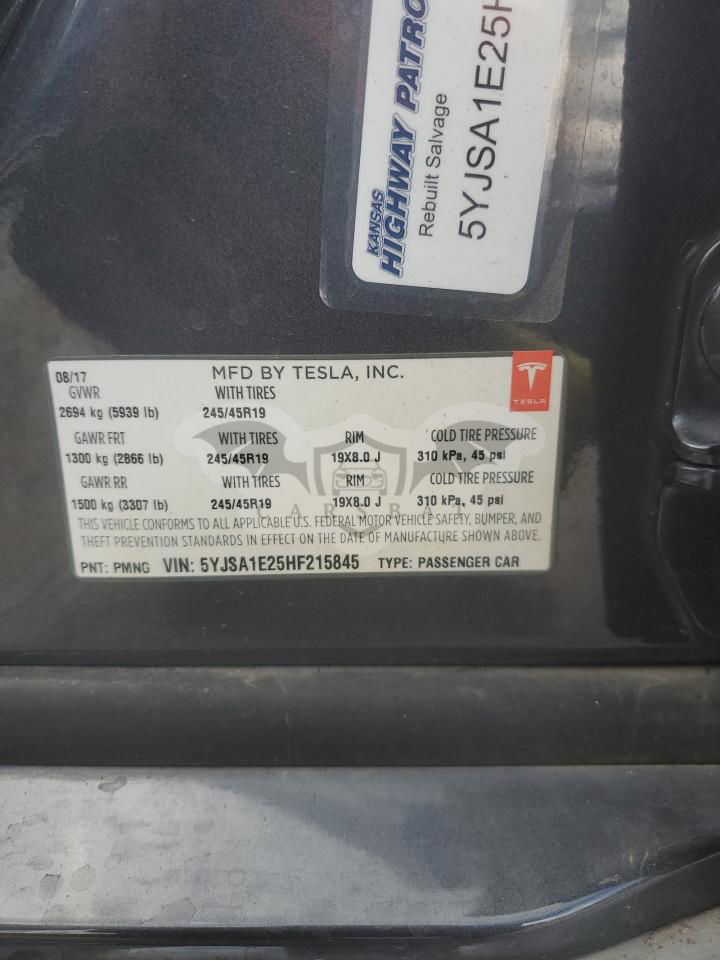 KANSAS
HIGHWAY PATRO
Rebuilt Salvage
5YJSA1E25H
08/17 MFD BY TESLA, INC.
GVWR WITH TIRES
2694 kg (5939 lb) 245/45R19
TESLA
GAWR FRT WITH TIRES RIM COLD TIRE PRESSURE
1300 kg (2866 lb) 245/45R19 19X8.0 J 310 kPa, 45 psi
GAWR RR WITH TIRES RIM COLD TIRE PRESSURE
1500 kg (3307 lb) 245/45R19 19X8.0 J 310 kPa, 45 psi
CARSBAT
THIS VEHICLE CONFORMS TO ALL APPLICABLE U.S. FEDERAL MOTOR VEHICLE SAFETY, BUMPER, AND
THEFT PREVENTION STANDARDS IN EFFECT ON THE DATE OF MANUFACTURE SHOWN ABOVE.
PNT: PMNG VIN: 5YJSA1E25HF215845 TYPE: PASSENGER CAR